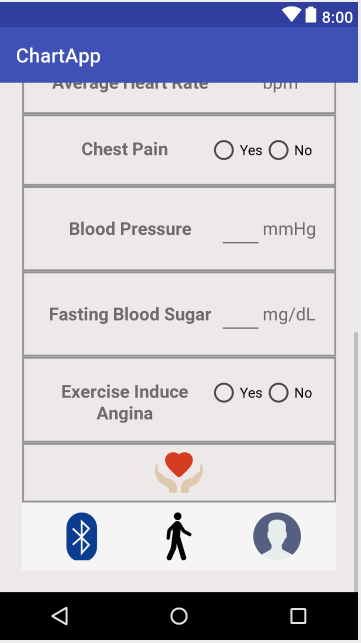 8:00
ChartApp
Average Heart Rate bpm
Chest Pain Yes No
Blood Pressure mmHg
Fasting Blood Sugar mg/dL
Exercise Induce Yes No
Angina